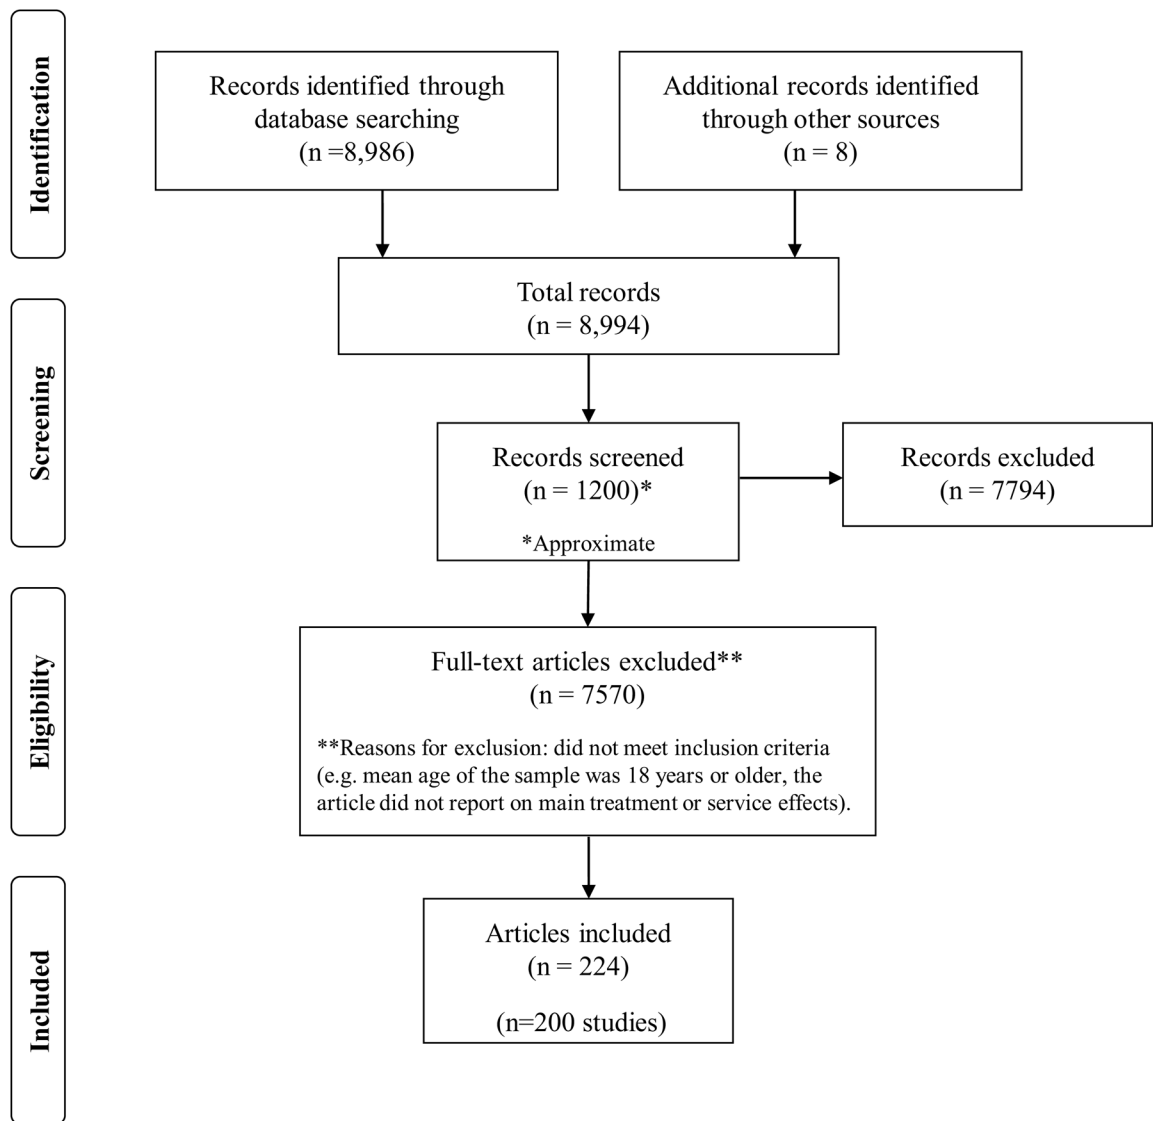 Identification
Records identified through
database searching
(n =8,986)
Additional records identified
through other sources
(n = 8)
Total records
(n = 8,994)
Screening
Records screened
(n = 1200)*
*Approximate
Records excluded
(n = 7794)
Eligibility
Full-text articles excluded**
(n = 7570)
**Reasons for exclusion: did not meet inclusion criteria
(e.g. mean age of the sample was 18 years or older, the
article did not report on main treatment or service effects).
Included
Articles included
(n = 224)
(n=200 studies)